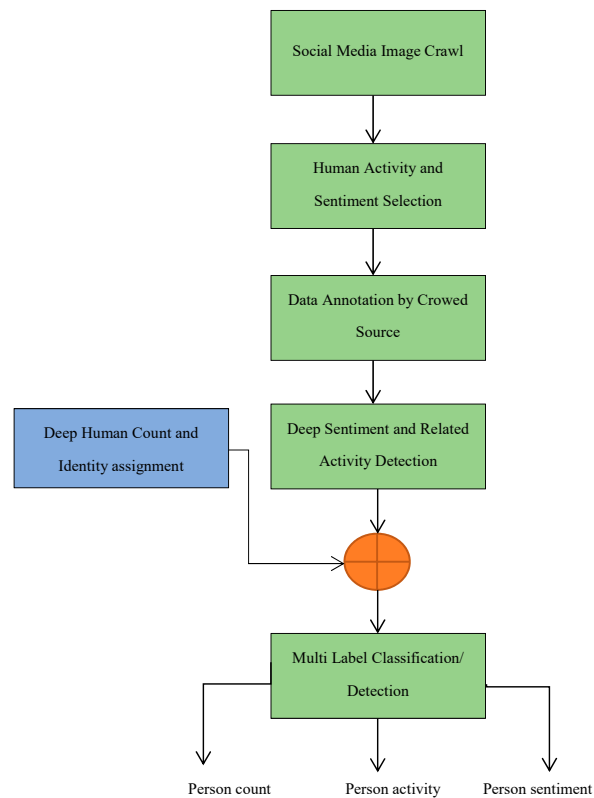 Social Media Image Crawl
Human Activity and
Sentiment Selection
Data Annotation by Crowed
Source
Deep Human Count and
Identity assignment
Deep Sentiment and Related
Activity Detection
Multi Label Classification/
Detection
Person count
Person activity
Person sentiment